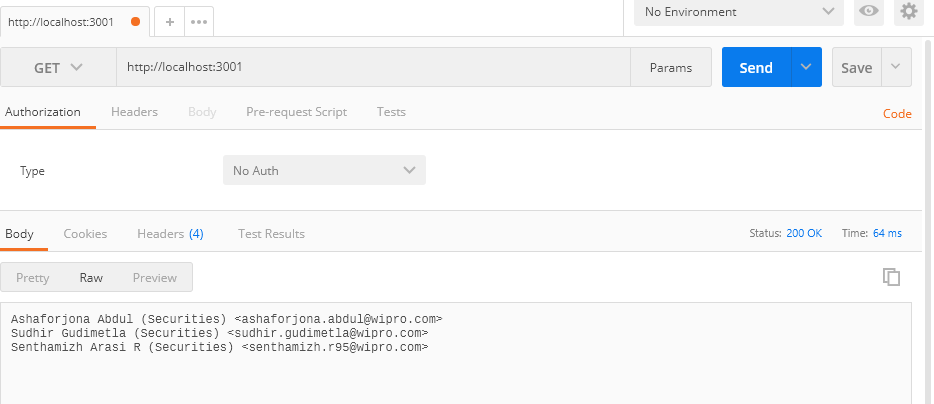 http://localhost:3001
No Environment
GET http://localhost:3001 Params Send Save
Authorization Headers Body Pre-request Script Tests Code
Type No Auth
Body Cookies Headers (4) Test Results Status: 200 OK Time: 64 ms
Pretty Raw Preview
Ashaforjona Abdul (Securities) <ashaforjona.abdul@wipro.com>
Sudhir Gudimetla (Securities) <sudhir.gudimetla@wipro.com>
Senthamizh Arasi R (Securities) <senthamizh.r95@wipro.com>